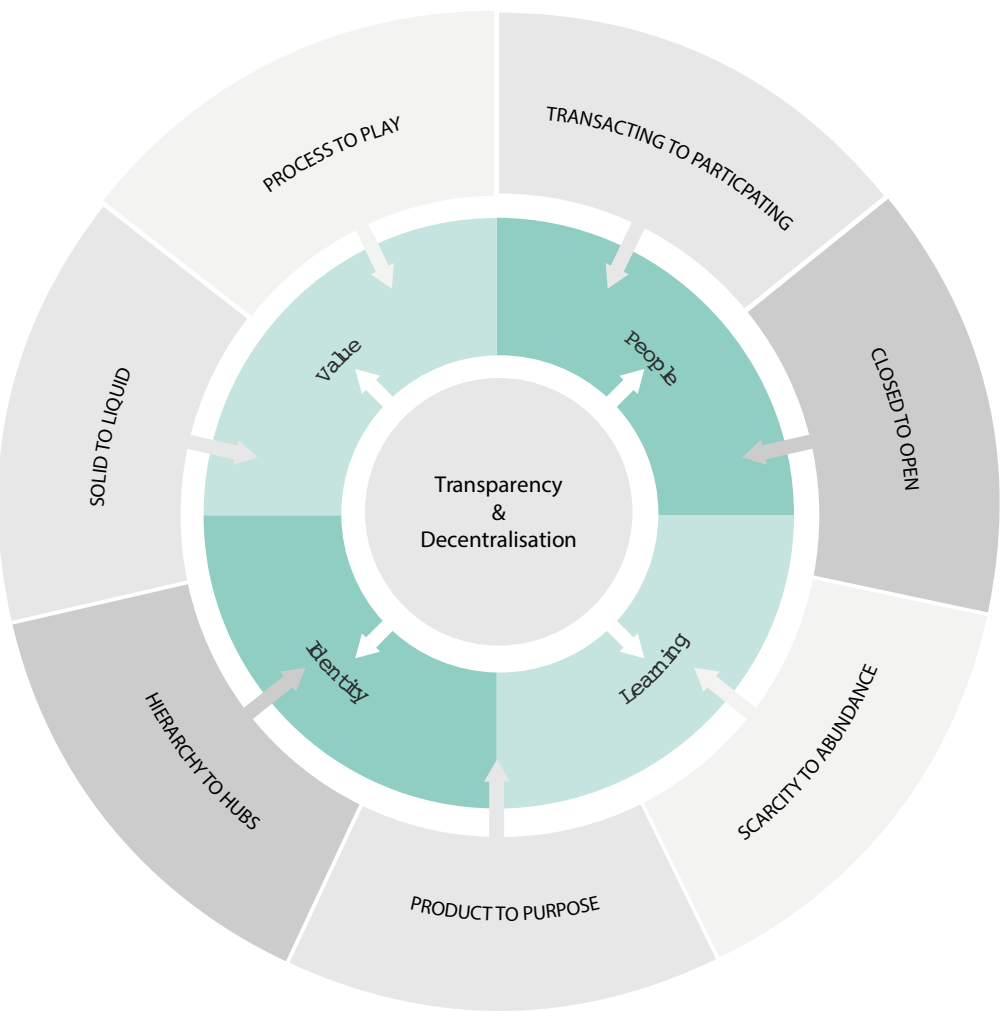 PROCESS TO PLAY
TRANSACTING TO PARTICPATING
CLOSED TO OPEN
SCARCITY TO ABUNDANCE
PRODUCT TO PURPOSE
HIERARCHY TO HUBS
SOLID TO LIQUID
Value
People
Learning
Identity
Transparency
&
Decentralisation